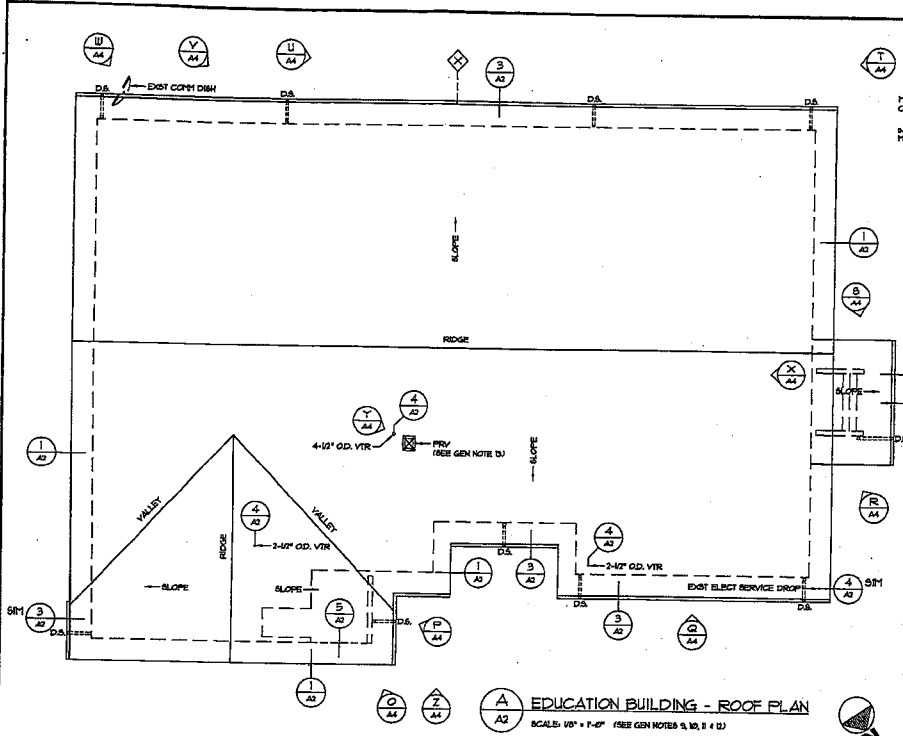 W
A4
V
A4
U
A4
X
3
A2
T
A4
D.S.
EXIST COMM DISH
D.S.
D.S.
D.S.
SLOPE
1
A2
8
A4
RIDGE
X
A4
SLOPE
4
A2
Y
A4
4-1/2" O.D. VTR
PRV
(SEE GEN NOTE 13)
SLOPE
D.S.
1
A2
VALLEY
VALLEY
RIDGE
4
A2
2-1/2" O.D. VTR
R
A4
D.S.
3
A2
4
A2
2-1/2" O.D. VTR
1
A2
SLOPE
SLOPE
EXIST ELECT SERVICE DROP
4
A2
SIM
SIM
3
A2
D.S.
5
A2
D.S.
P
A4
D.S.
3
A2
D.S.
Q
A4
1
A2
O
A4
Z
A4
A
A2
EDUCATION BUILDING - ROOF PLAN
SCALE: 1/8" = 1'-0" (SEE GEN NOTES 9, 10, 11 & 12)